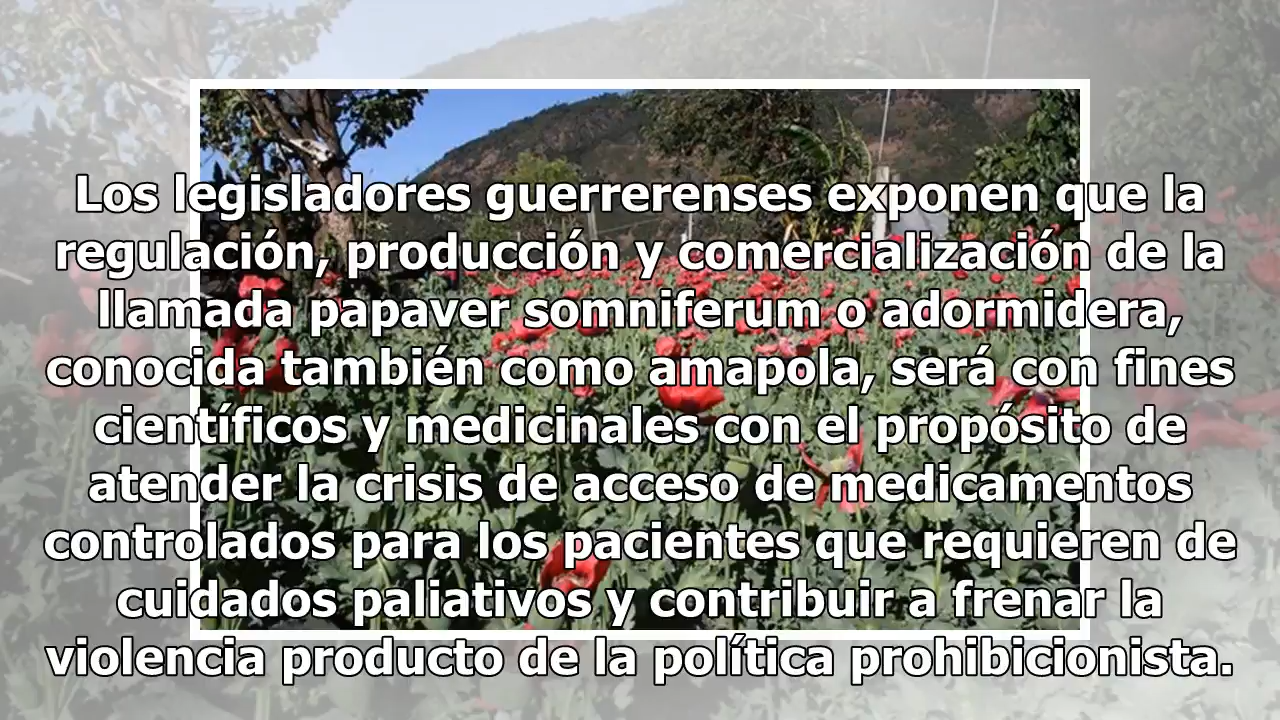 Los legisladores guerrerenses exponen que la
regulación, producción y comercialización de la
llamada papaver somniferum o adormidera,
conocida también como amapola, será con fines
científicos y medicinales con el propósito de
atender la crisis de acceso de medicamentos
controlados para los pacientes que requieren de
cuidados paliativos y contribuir a frenar la
violencia producto de la política prohibicionista.